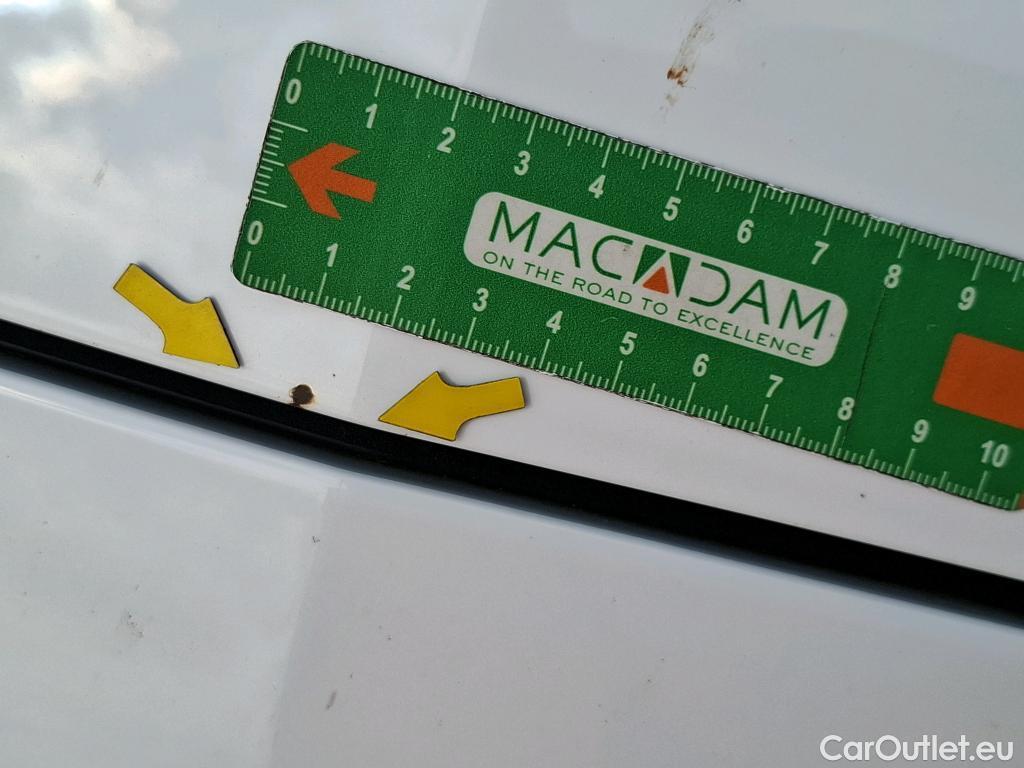 0 1 2 3 4 5 6 7 8 9
MACADAM
ON THE ROAD TO EXCELLENCE
0 1 2 3 4 5 6 7 8 9 10
CarOutlet.eu